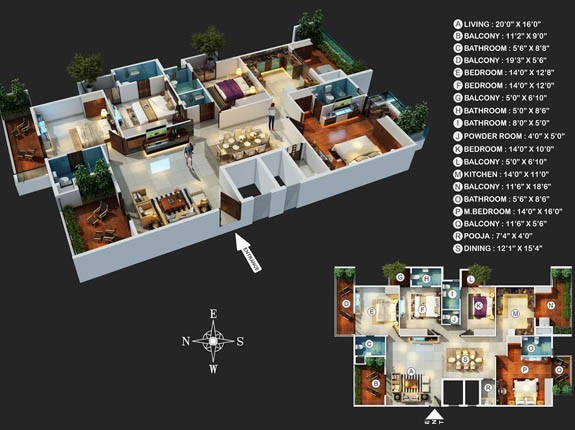 A LIVING : 20'0" X 16'0"
B BALCONY : 11'2" X 9'0"
C BATHROOM : 5'6" X 8'8"
D BALCONY : 19'3" X 5'6"
E BEDROOM : 14'0" X 12'8"
F BEDROOM : 14'0" X 12'0"
G BALCONY : 5'0" X 6'10"
H BATHROOM : 5'0" X 8'6"
I BATHROOM : 8'0" X 5'0"
J POWDER ROOM : 4'0" X 5'0"
K BEDROOM : 14'0" X 10'0"
L BALCONY : 5'0" X 6'10"
M KITCHEN : 14'0" X 11'0"
N BALCONY : 11'6" X 18'6"
O BATHROOM : 5'6" X 8'6"
P M.BEDROOM : 14'0" X 16'0"
Q BALCONY : 11'6" X 5'6"
R POOJA : 7'4" X 4'0"
S DINING : 12'1" X 15'4"
ENTRANCE
E
N S
W
G H L
D E F I K M N
J
C S O
B A R P Q
ENT